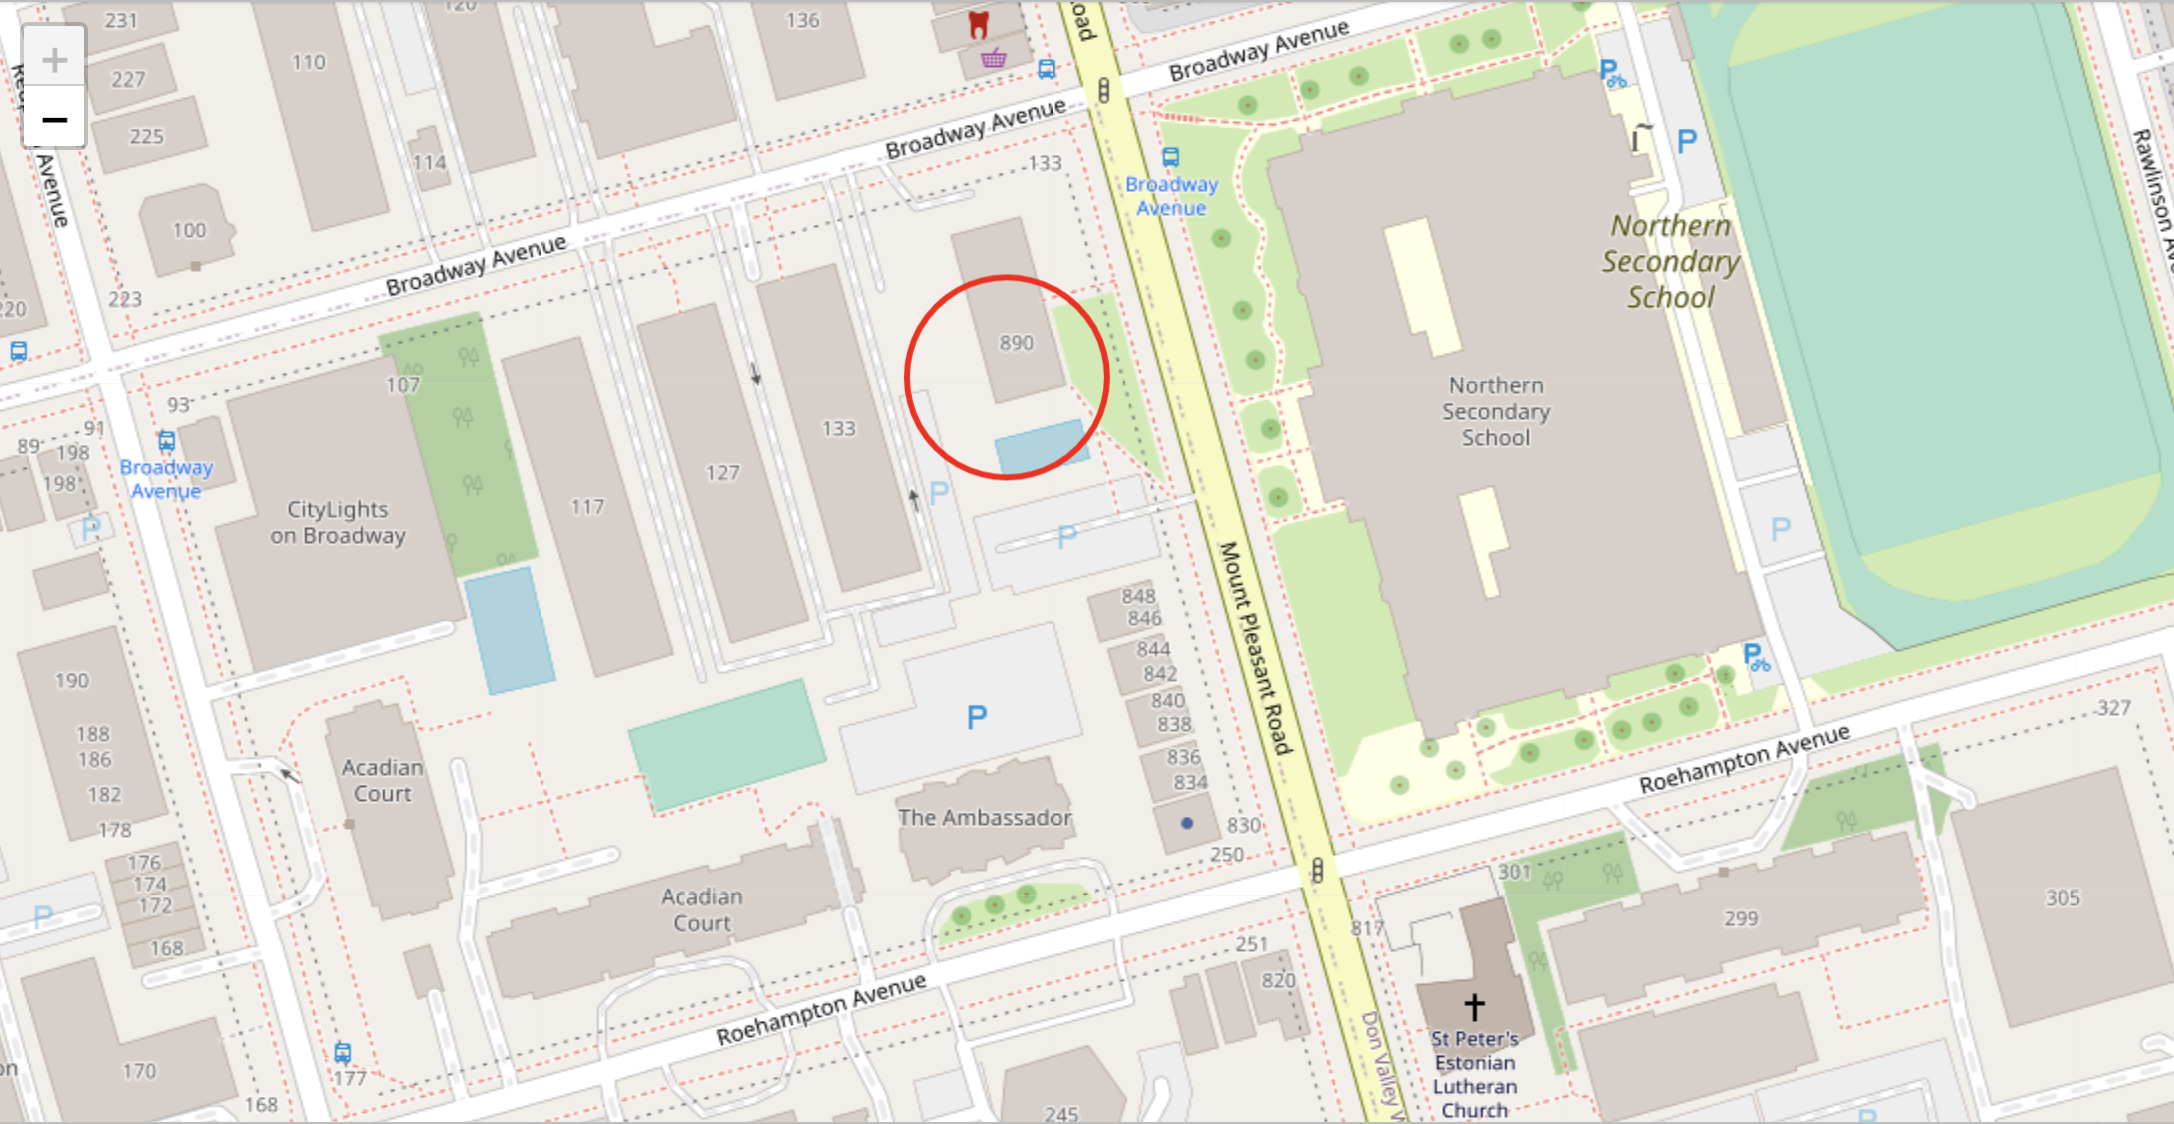 231
120
136
Road
Broadway Avenue
227
110
225
114
Broadway Avenue
133
Avenue
100
Broadway
Avenue
Northern
Secondary
School
Rawlinson Av
220
223
Broadway Avenue
890
107
93
91
89
198
198
Broadway
Avenue
133
127
117
CityLights
on Broadway
Northern
Secondary
School
P
P
P
P
P
P
Mount Pleasant Road
848
846
844
842
840
838
836
834
830
250
190
188
186
182
178
176
174
172
168
P
P
Acadian
Court
The Ambassador
Acadian
Court
P
Roehampton Avenue
327
301
299
305
817
251
820
Roehampton Avenue
St Peter's
Estonian
Lutheran
Church
Don Valley W
170
177
168
245
P
on